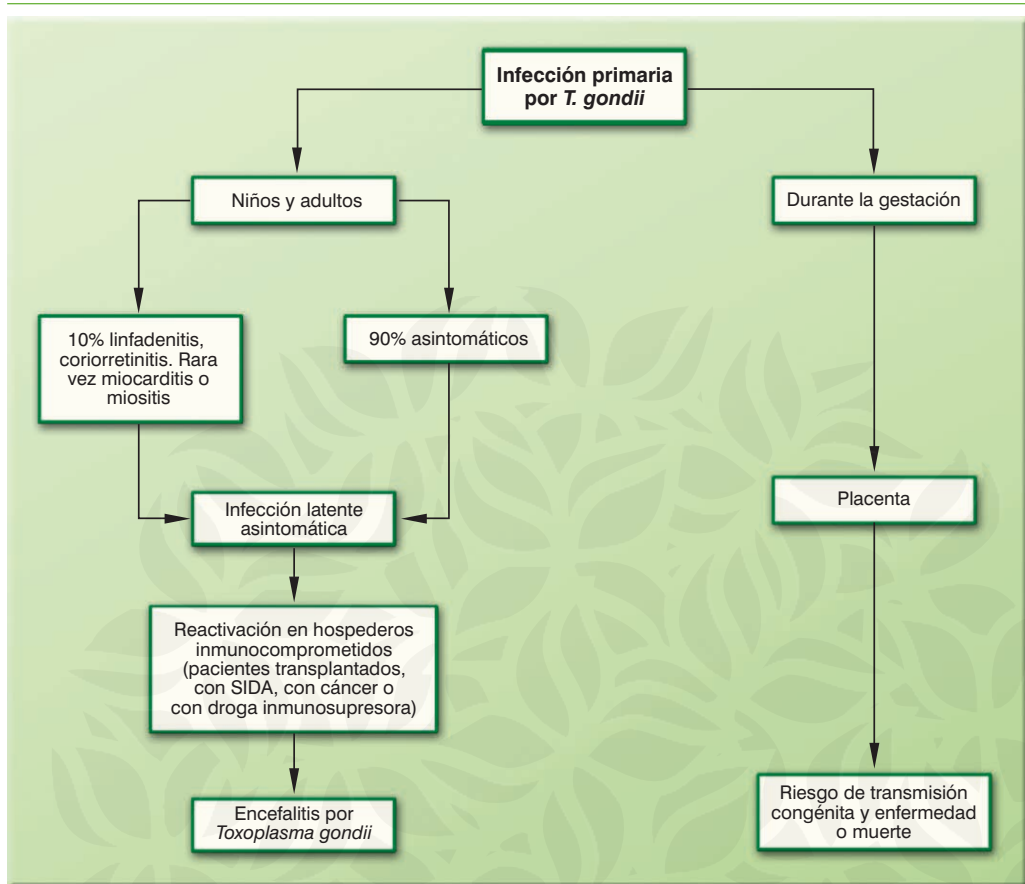 Infección primaria
por T. gondii
Niños y adultos
Durante la gestación
10% linfadenitis,
coriorretinitis. Rara
vez miocarditis o
miositis
90% asintomáticos
Infección latente
asintomática
Placenta
Reactivación en hospederos
inmunocomprometidos
(pacientes transplantados,
con SIDA, con cáncer o
con droga inmunosupresora)
Encefalitis por
Toxoplasma gondii
Riesgo de transmisión
congénita y enfermedad
o muerte